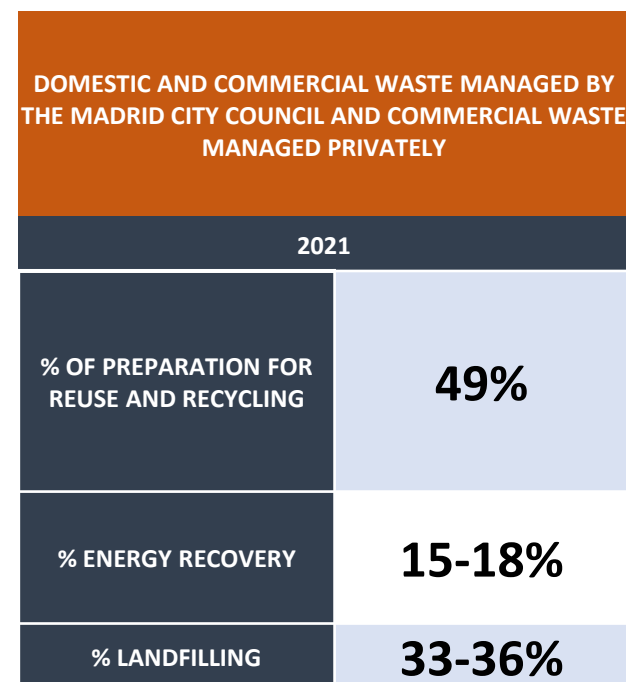 DOMESTIC AND COMMERCIAL WASTE MANAGED BY
THE MADRID CITY COUNCIL AND COMMERCIAL WASTE
MANAGED PRIVATELY
2021
% OF PREPARATION FOR
REUSE AND RECYCLING
49%
% ENERGY RECOVERY
15-18%
% LANDFILLING
33-36%